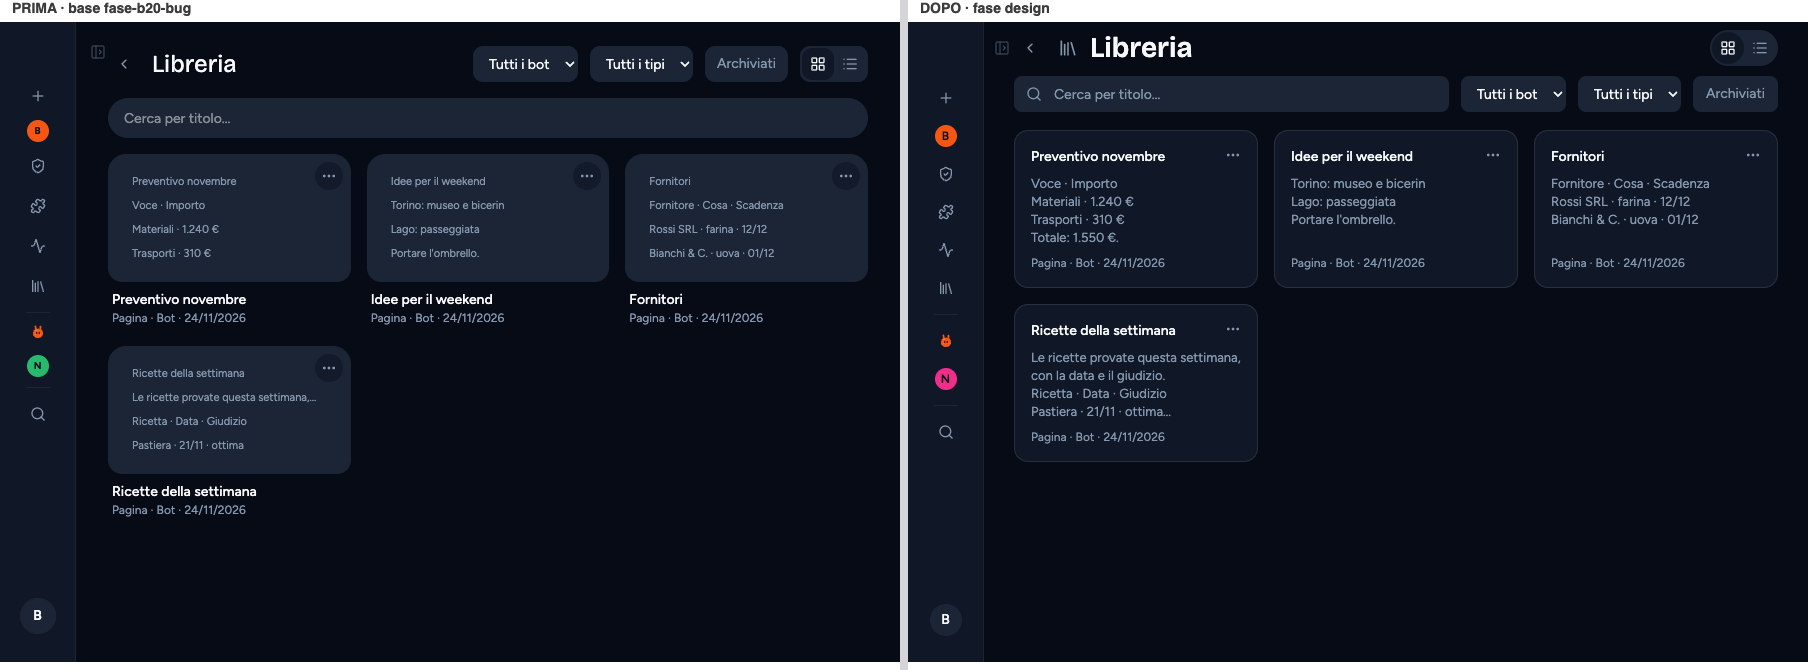 PRIMA · base fase-b20-bug
Libreria
Tutti i bot
Tutti i tipi
Archiviati
Cerca per titolo...
B
Preventivo novembre
Voce · Importo
Materiali · 1.240 €
Trasporti · 310 €
Preventivo novembre
Pagina · Bot · 24/11/2026
Idee per il weekend
Torino: museo e bicerin
Lago: passeggiata
Portare l'ombrello.
Idee per il weekend
Pagina · Bot · 24/11/2026
Fornitori
Fornitore · Cosa · Scadenza
Rossi SRL · farina · 12/12
Bianchi & C. · uova · 01/12
Fornitori
Pagina · Bot · 24/11/2026
N
Ricette della settimana
Le ricette provate questa settimana,...
Ricetta · Data · Giudizio
Pastiera · 21/11 · ottima
Ricette della settimana
Pagina · Bot · 24/11/2026
B
DOPO · fase design
Libreria
Cerca per titolo...
Tutti i bot
Tutti i tipi
Archiviati
B
Preventivo novembre
Voce · Importo
Materiali · 1.240 €
Trasporti · 310 €
Totale: 1.550 €.
Pagina · Bot · 24/11/2026
Idee per il weekend
Torino: museo e bicerin
Lago: passeggiata
Portare l'ombrello.
Pagina · Bot · 24/11/2026
Fornitori
Fornitore · Cosa · Scadenza
Rossi SRL · farina · 12/12
Bianchi & C. · uova · 01/12
Pagina · Bot · 24/11/2026
N
Ricette della settimana
Le ricette provate questa settimana,
con la data e il giudizio.
Ricetta · Data · Giudizio
Pastiera · 21/11 · ottima...
Pagina · Bot · 24/11/2026
B